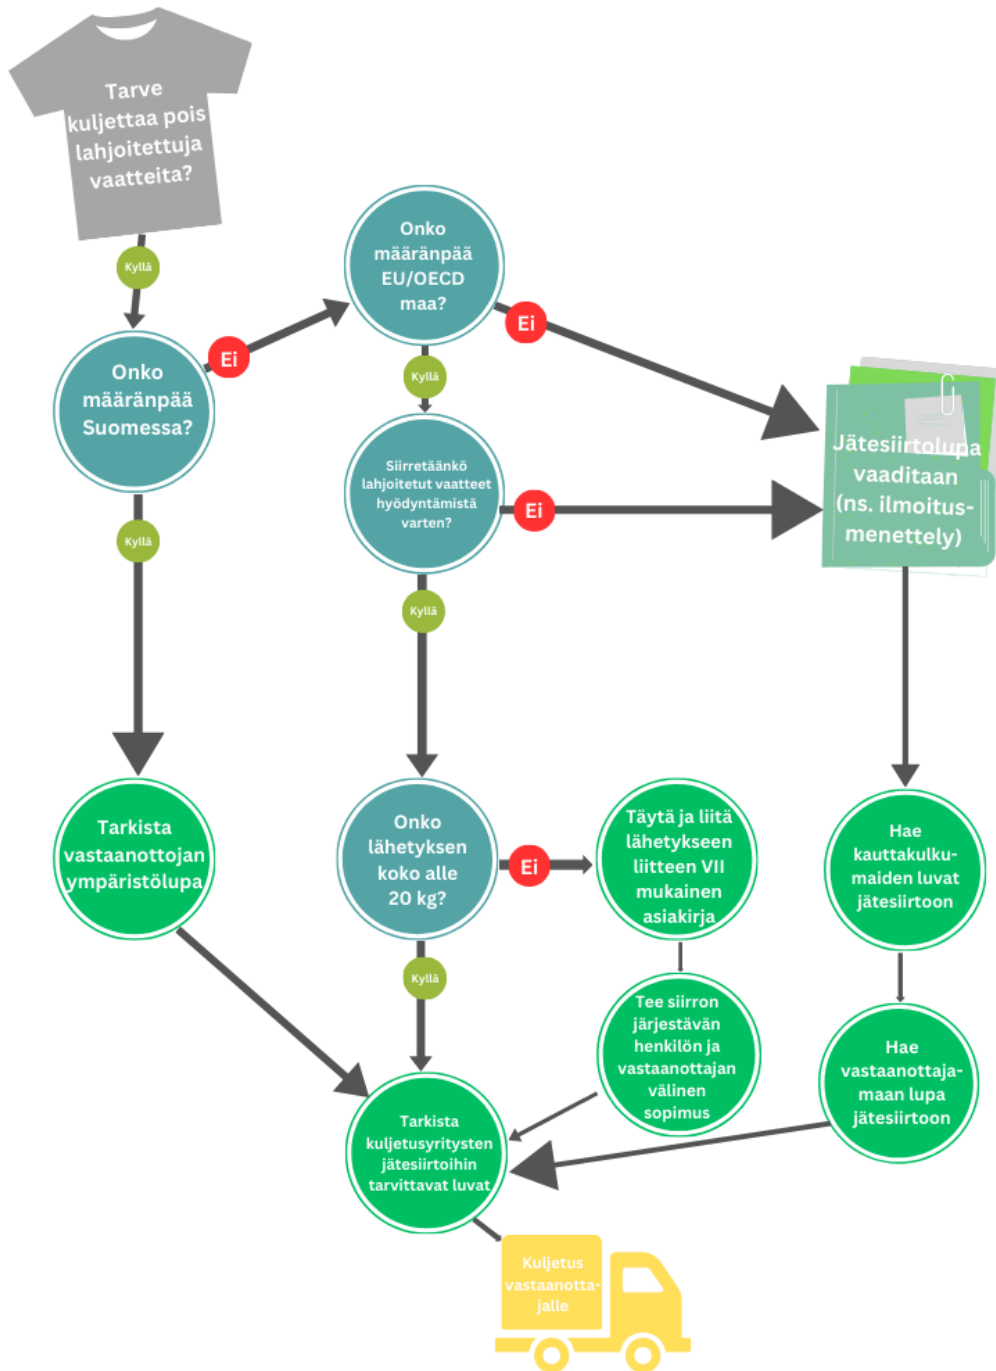 Tarve
kuljettaa pois
lahjoitettuja
vaatteita?
Kyllä
Onko
määränpää
Suomessa?
Ei
Onko
määränpää
EU/OECD
maa?
Ei
Kyllä
Siirretäänkö
lahjoitetut vaatteet
hyödyntämistä
varten?
Ei
Jätesiirtolupa
vaaditaan
(ns. ilmoitus-
menettely)
Kyllä
Kyllä
Tarkista
vastaanottojan
ympäristölupa
Onko
lähetyksen
koko alle
20 kg?
Ei
Täytä ja liitä
lähetykseen
liitteen VII
mukainen
asiakirja
Hae
kauttakulku-
maiden luvat
jätesiirtoon
Kyllä
Tee siirron
järjestävän
henkilön ja
vastaanottajan
välinen
sopimus
Hae
vastaanottaja-
maan lupa
jätesiirtoon
Tarkista
kuljetusyritysten
jätesiirtoihin
tarvittavat luvat
Kuljetus
vastaanotta-
jalle